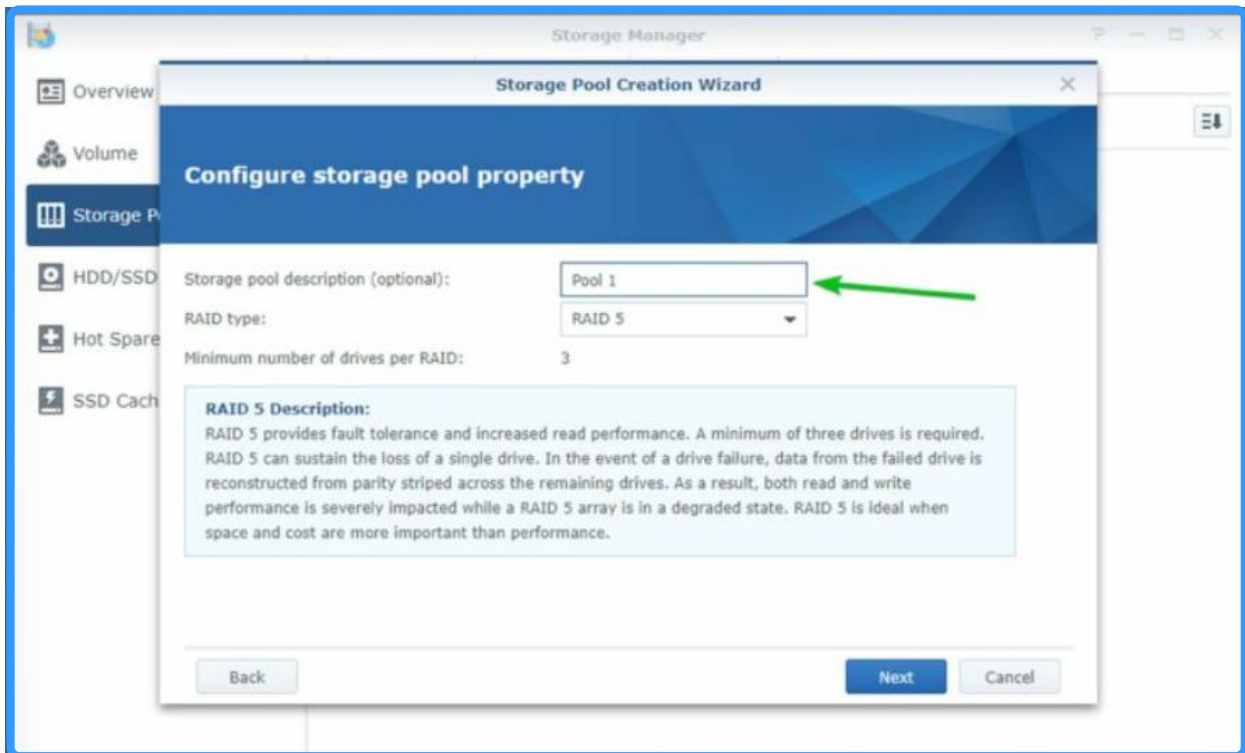 Storage Manager
Overview
Storage Pool Creation Wizard
Volume
Configure storage pool property
Storage P
HDD/SSD
Storage pool description (optional):
Pool 1
RAID type:
RAID 5
Hot Spare
Minimum number of drives per RAID:
3
SSD Cach
RAID 5 Description:
RAID 5 provides fault tolerance and increased read performance. A minimum of three drives is required.
RAID 5 can sustain the loss of a single drive. In the event of a drive failure, data from the failed drive is
reconstructed from parity striped across the remaining drives. As a result, both read and write
performance is severely impacted while a RAID 5 array is in a degraded state. RAID 5 is ideal when
space and cost are more important than performance.
Back
Next
Cancel